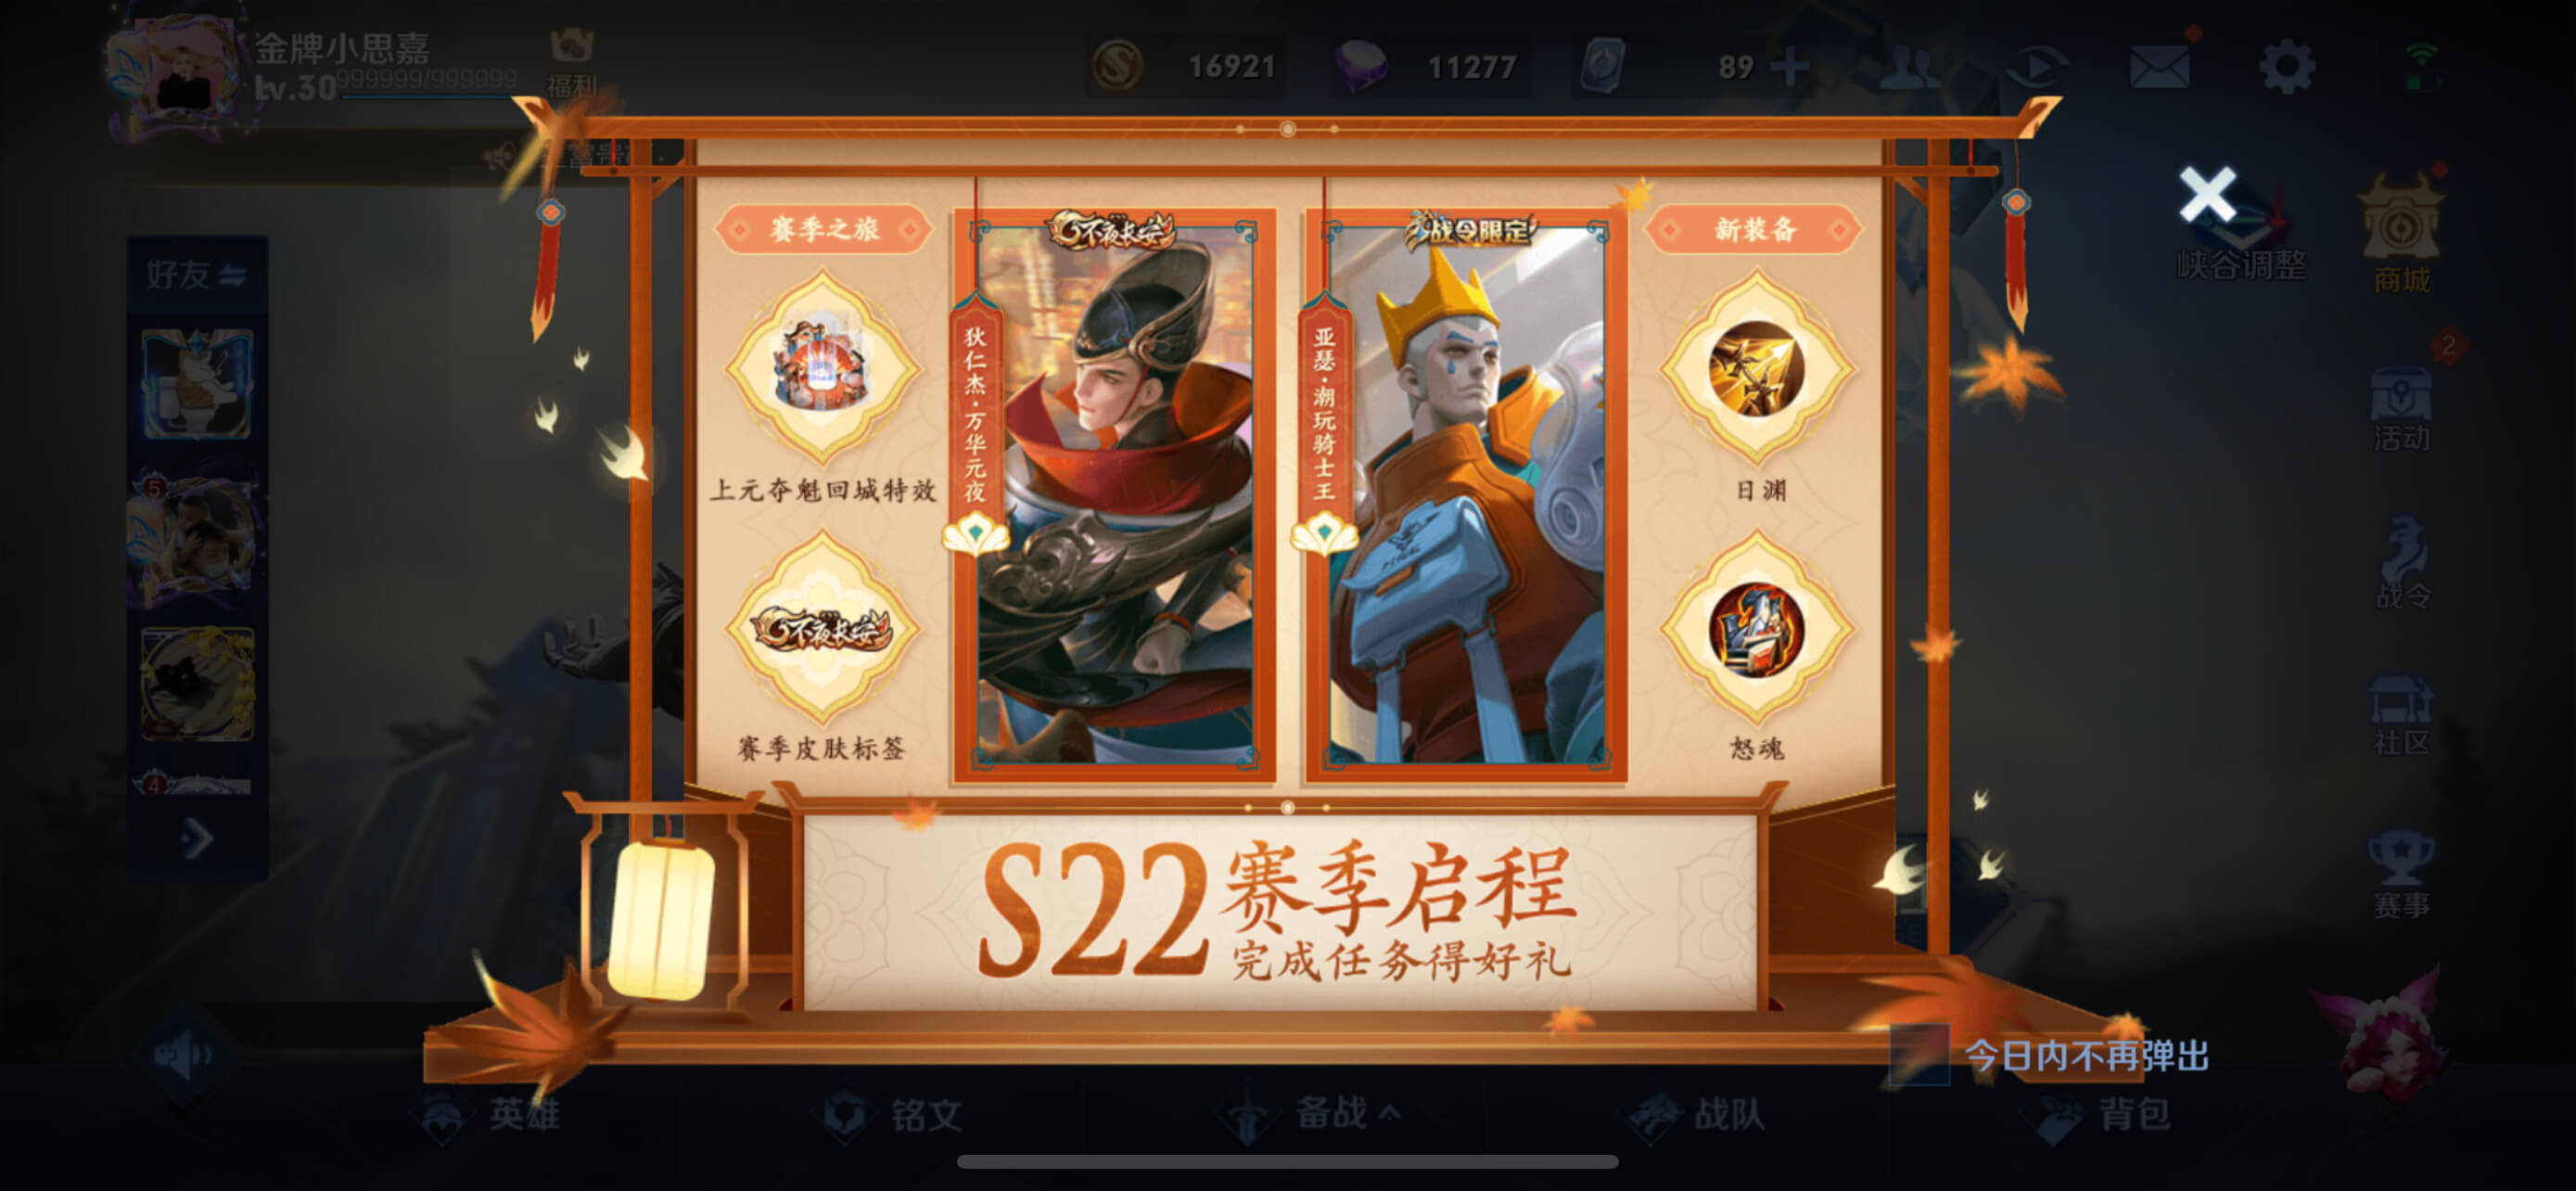 金牌小思嘉
Lv.30
999999/999999
福利
16921
11277
89
好友
5
4
赛季之旅
上元夺魁回城特效
不夜长安
赛季皮肤标签
不夜长安
狄仁杰·万华元夜
战令限定
亚瑟·潮玩骑士王
新装备
日渊
怒魂
S22赛季启程
完成任务得好礼
峡谷调整
商城
2
活动
战令
社区
赛事
今日内不再弹出
英雄
铭文
备战
战队
背包